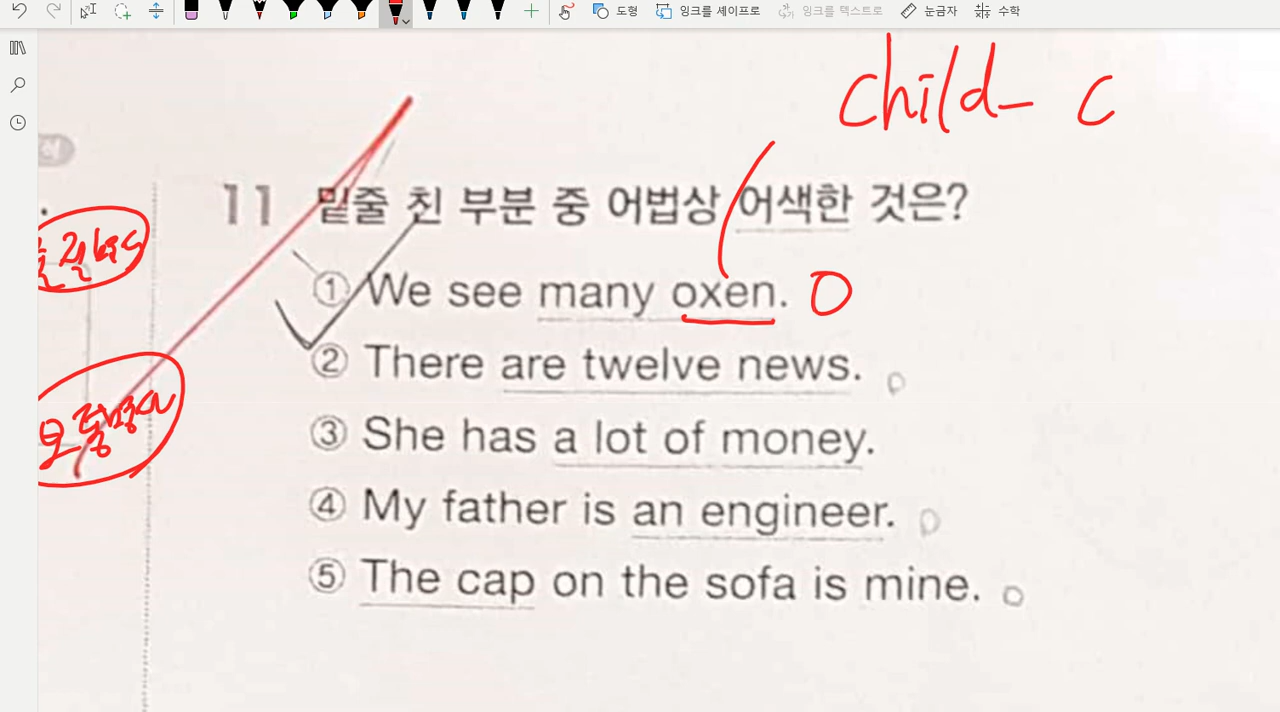 도형 잉크를 셰이프로 잉크를 텍스트로 눈금자 수학
child- c
11 밑줄 친 부분 중 어법상 어색한 것은?
① We see many oxen. O
② There are twelve news.
③ She has a lot of money.
④ My father is an engineer.
⑤ The cap on the sofa is mine.